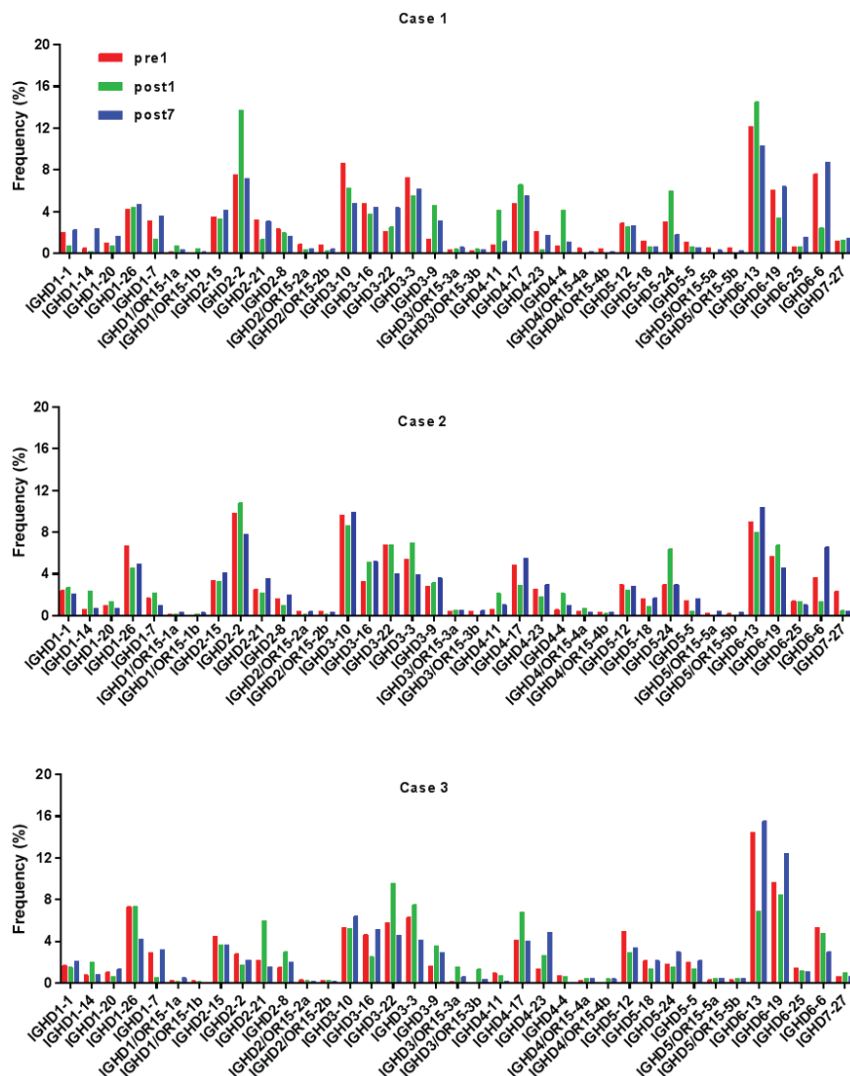 Case 1
Frequency (%)
20
16
12
8
4
0
pre1
post1
post7
IGHD1-1
IGHD1-14
IGHD1-20
IGHD1-26
IGHD1-7
IGHD1/OR15-1a
IGHD1/OR15-1b
IGHD2-15
IGHD2-2
IGHD2-21
IGHD2-8
IGHD2/OR15-2a
IGHD2/OR15-2b
IGHD3-10
IGHD3-16
IGHD3-22
IGHD3-3
IGHD3-9
IGHD3/OR15-3a
IGHD3/OR15-3b
IGHD4-11
IGHD4-17
IGHD4-23
IGHD4-4
IGHD4/OR15-4a
IGHD4/OR15-4b
IGHD5-12
IGHD5-18
IGHD5-24
IGHD5-5
IGHD5/OR15-5a
IGHD5/OR15-5b
IGHD6-13
IGHD6-19
IGHD6-25
IGHD6-6
IGHD7-27
Case 2
Frequency (%)
20
16
12
8
4
0
IGHD1-1
IGHD1-14
IGHD1-20
IGHD1-26
IGHD1-7
IGHD1/OR15-1a
IGHD1/OR15-1b
IGHD2-15
IGHD2-2
IGHD2-21
IGHD2-8
IGHD2/OR15-2a
IGHD2/OR15-2b
IGHD3-10
IGHD3-16
IGHD3-22
IGHD3-3
IGHD3-9
IGHD3/OR15-3a
IGHD3/OR15-3b
IGHD4-11
IGHD4-17
IGHD4-23
IGHD4-4
IGHD4/OR15-4a
IGHD4/OR15-4b
IGHD5-12
IGHD5-18
IGHD5-24
IGHD5-5
IGHD5/OR15-5a
IGHD5/OR15-5b
IGHD6-13
IGHD6-19
IGHD6-25
IGHD6-6
IGHD7-27
Case 3
Frequency (%)
20
16
12
8
4
0
IGHD1-1
IGHD1-14
IGHD1-20
IGHD1-26
IGHD1-7
IGHD1/OR15-1a
IGHD1/OR15-1b
IGHD2-15
IGHD2-2
IGHD2-21
IGHD2-8
IGHD2/OR15-2a
IGHD2/OR15-2b
IGHD3-10
IGHD3-16
IGHD3-22
IGHD3-3
IGHD3-9
IGHD3/OR15-3a
IGHD3/OR15-3b
IGHD4-11
IGHD4-17
IGHD4-23
IGHD4-4
IGHD4/OR15-4a
IGHD4/OR15-4b
IGHD5-12
IGHD5-18
IGHD5-24
IGHD5-5
IGHD5/OR15-5a
IGHD5/OR15-5b
IGHD6-13
IGHD6-19
IGHD6-25
IGHD6-6
IGHD7-27